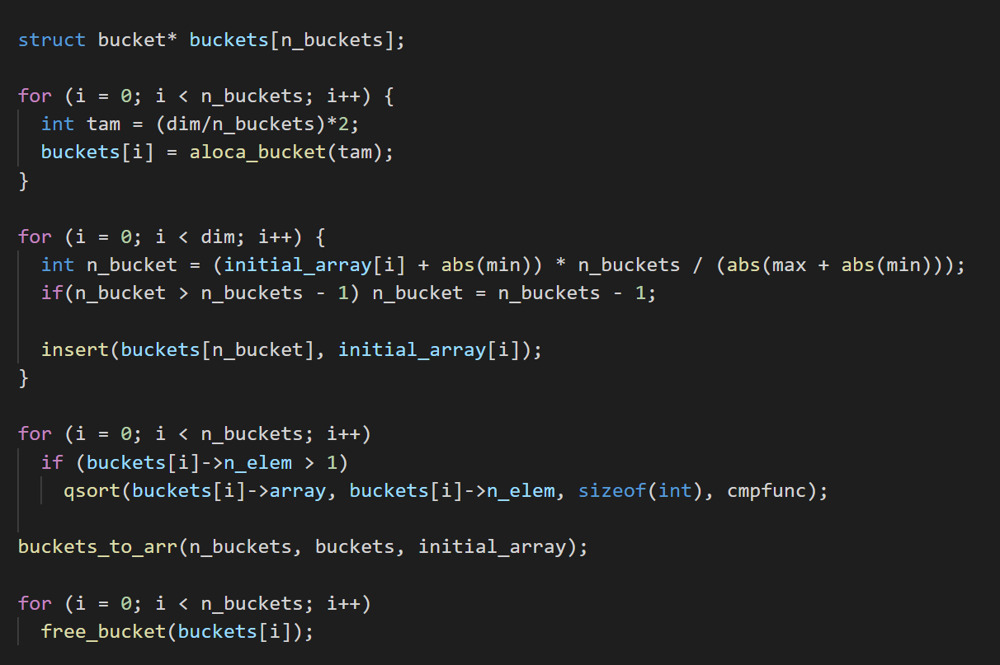 struct bucket* buckets[n_buckets];
for (i = 0; i < n_buckets; i++) {
int tam = (dim/n_buckets)*2;
buckets[i] = aloca_bucket(tam);
}
for (i = 0; i < dim; i++) {
int n_bucket = (initial_array[i] + abs(min)) * n_buckets / (abs(max + abs(min)));
if(n_bucket > n_buckets - 1) n_bucket = n_buckets - 1;
insert(buckets[n_bucket], initial_array[i]);
}
for (i = 0; i < n_buckets; i++)
if (buckets[i]->n_elem > 1)
qsort(buckets[i]->array, buckets[i]->n_elem, sizeof(int), cmpfunc);
buckets_to_arr(n_buckets, buckets, initial_array);
for (i = 0; i < n_buckets; i++)
free_bucket(buckets[i]);